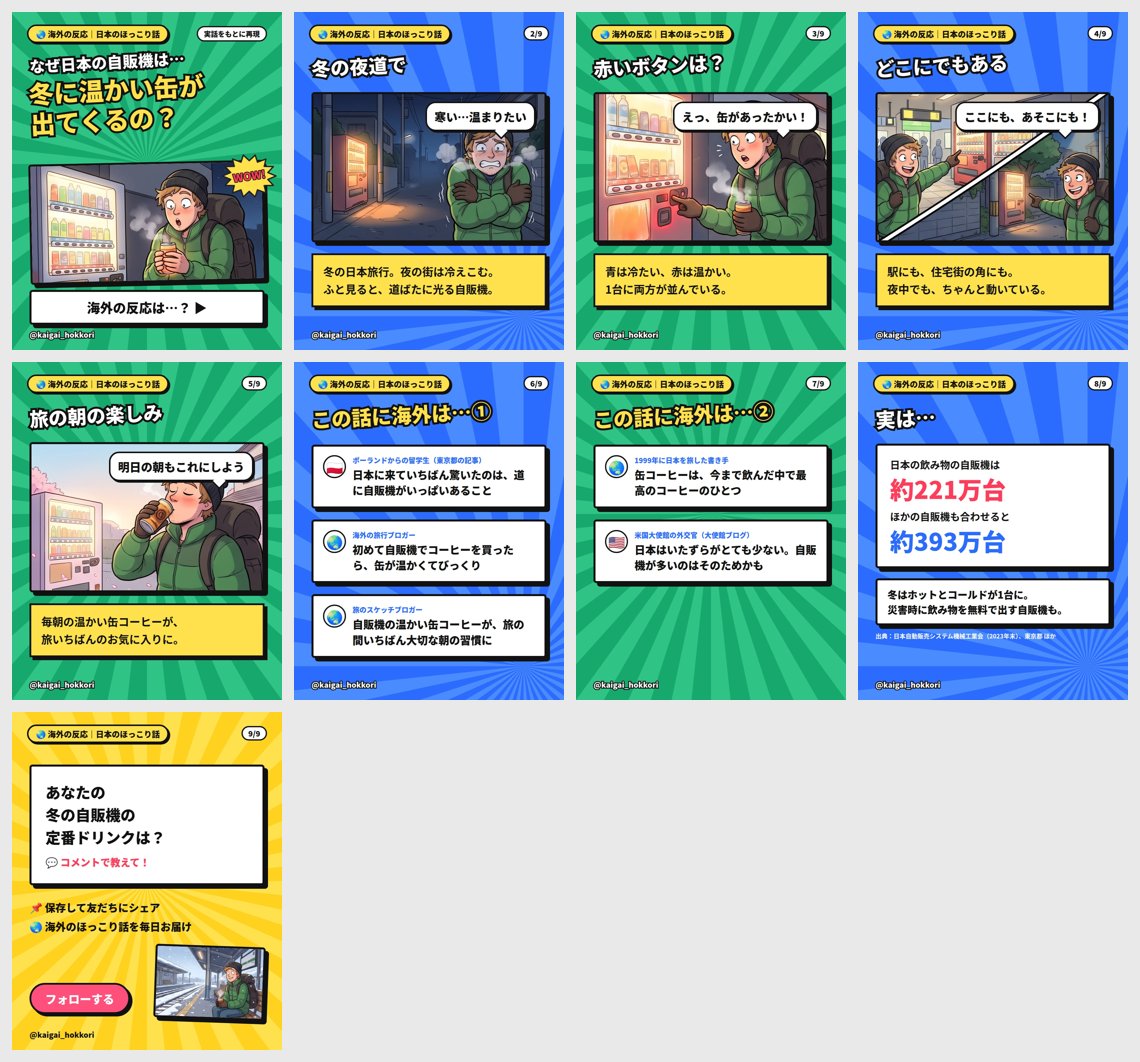 🌏 海外の反応｜日本のほっこり話
実話をもとに再現
なぜ日本の自販機は…
冬に温かい缶が
出てくるの？
WOW!
海外の反応は…？ ▶
@kaigai_hokkori
🌏 海外の反応｜日本のほっこり話
2/9
冬の夜道で
寒い…温まりたい
冬の日本旅行。夜の街は冷えこむ。
ふと見ると、道ばたに光る自販機。
@kaigai_hokkori
🌏 海外の反応｜日本のほっこり話
3/9
赤いボタンは？
えっ、缶があったかい！
青は冷たい、赤は温かい。
1台に両方が並んでいる。
@kaigai_hokkori
🌏 海外の反応｜日本のほっこり話
4/9
どこにでもある
ここにも、あそこにも！
駅にも、住宅街の角にも。
夜中でも、ちゃんと動いている。
@kaigai_hokkori
🌏 海外の反応｜日本のほっこり話
5/9
旅の朝の楽しみ
明日の朝もこれにしよう
毎朝の温かい缶コーヒーが、
旅いちばんのお気に入りに。
@kaigai_hokkori
🌏 海外の反応｜日本のほっこり話
6/9
この話に海外は…①
ポーランドからの留学生（東京都の記事）
日本に来ていちばん驚いたのは、道
に自販機がいっぱいあること
海外の旅行ブロガー
初めて自販機でコーヒーを買った
ら、缶が温かくてびっくり
旅のスケッチブロガー
自販機の温かい缶コーヒーが、旅の
間いちばん大切な朝の習慣に
@kaigai_hokkori
🌏 海外の反応｜日本のほっこり話
7/9
この話に海外は…②
1999年に日本を旅した書き手
缶コーヒーは、今まで飲んだ中で最
高のコーヒーのひとつ
米国大使館の外交官（大使館ブログ）
日本はいたずらがとても少ない。自販
機が多いのはそのためかも
@kaigai_hokkori
🌏 海外の反応｜日本のほっこり話
8/9
実は…
日本の飲み物の自販機は
約221万台
ほかの自販機も合わせると
約393万台
冬はホットとコールドが1台に。
災害時に飲み物を無料で出す自販機も。
出典：日本自動販売システム機械工業会（2023年末）、東京都 ほか
@kaigai_hokkori
🌏 海外の反応｜日本のほっこり話
9/9
あなたの
冬の自販機の
定番ドリンクは？
💬 コメントで教えて！
📌 保存して友だちにシェア
🌏 海外のほっこり話を毎日お届け
フォローする
@kaigai_hokkori